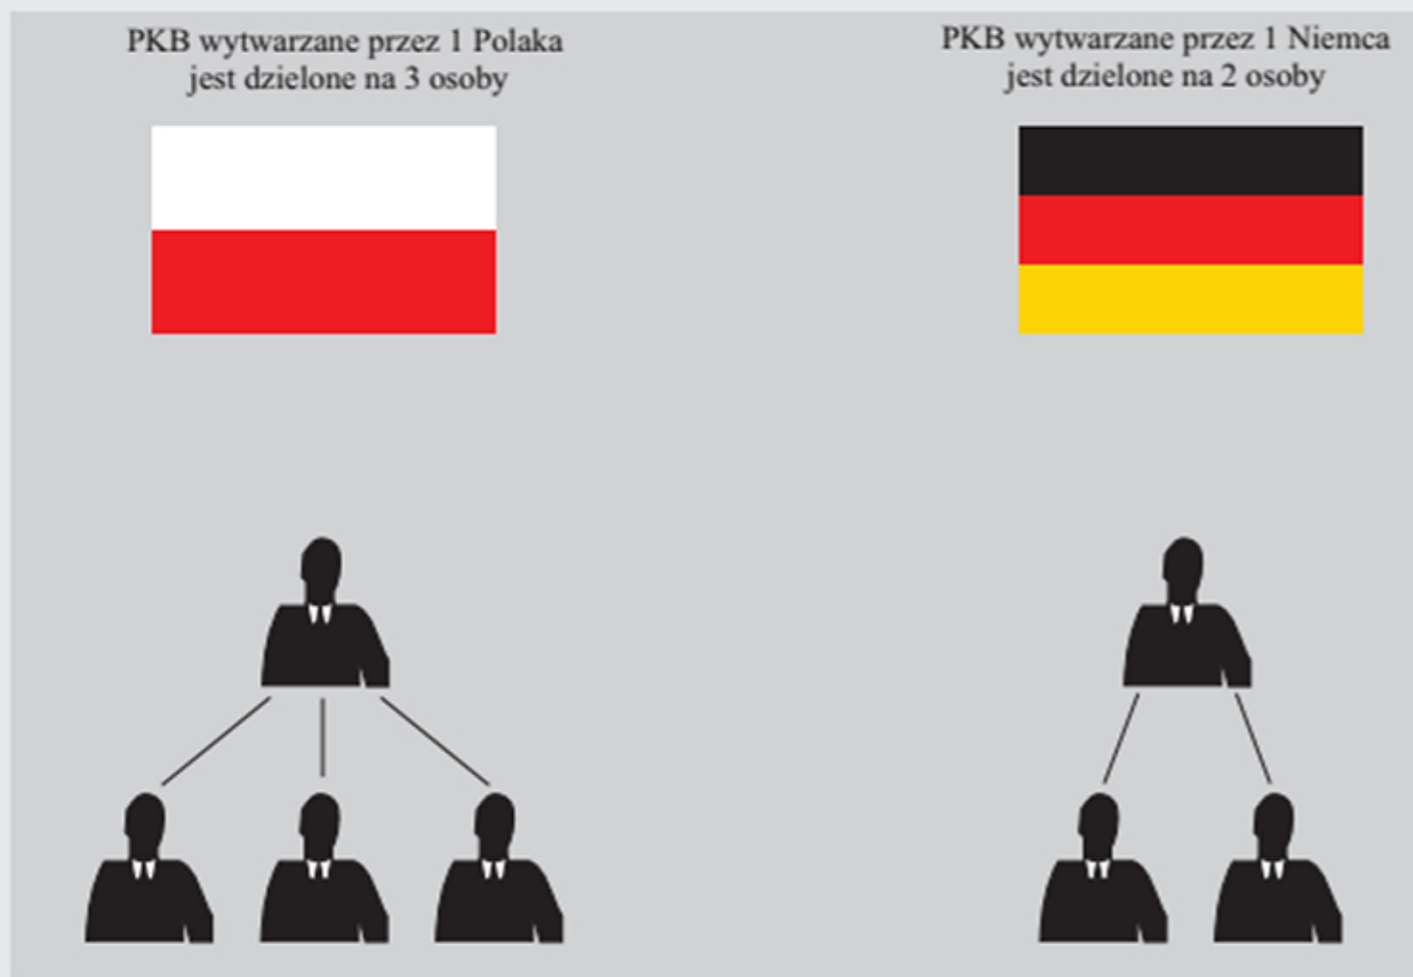 PKB wytwarzane przez 1 Polaka
jest dzielone na 3 osoby
PKB wytwarzane przez 1 Niemca
jest dzielone na 2 osoby